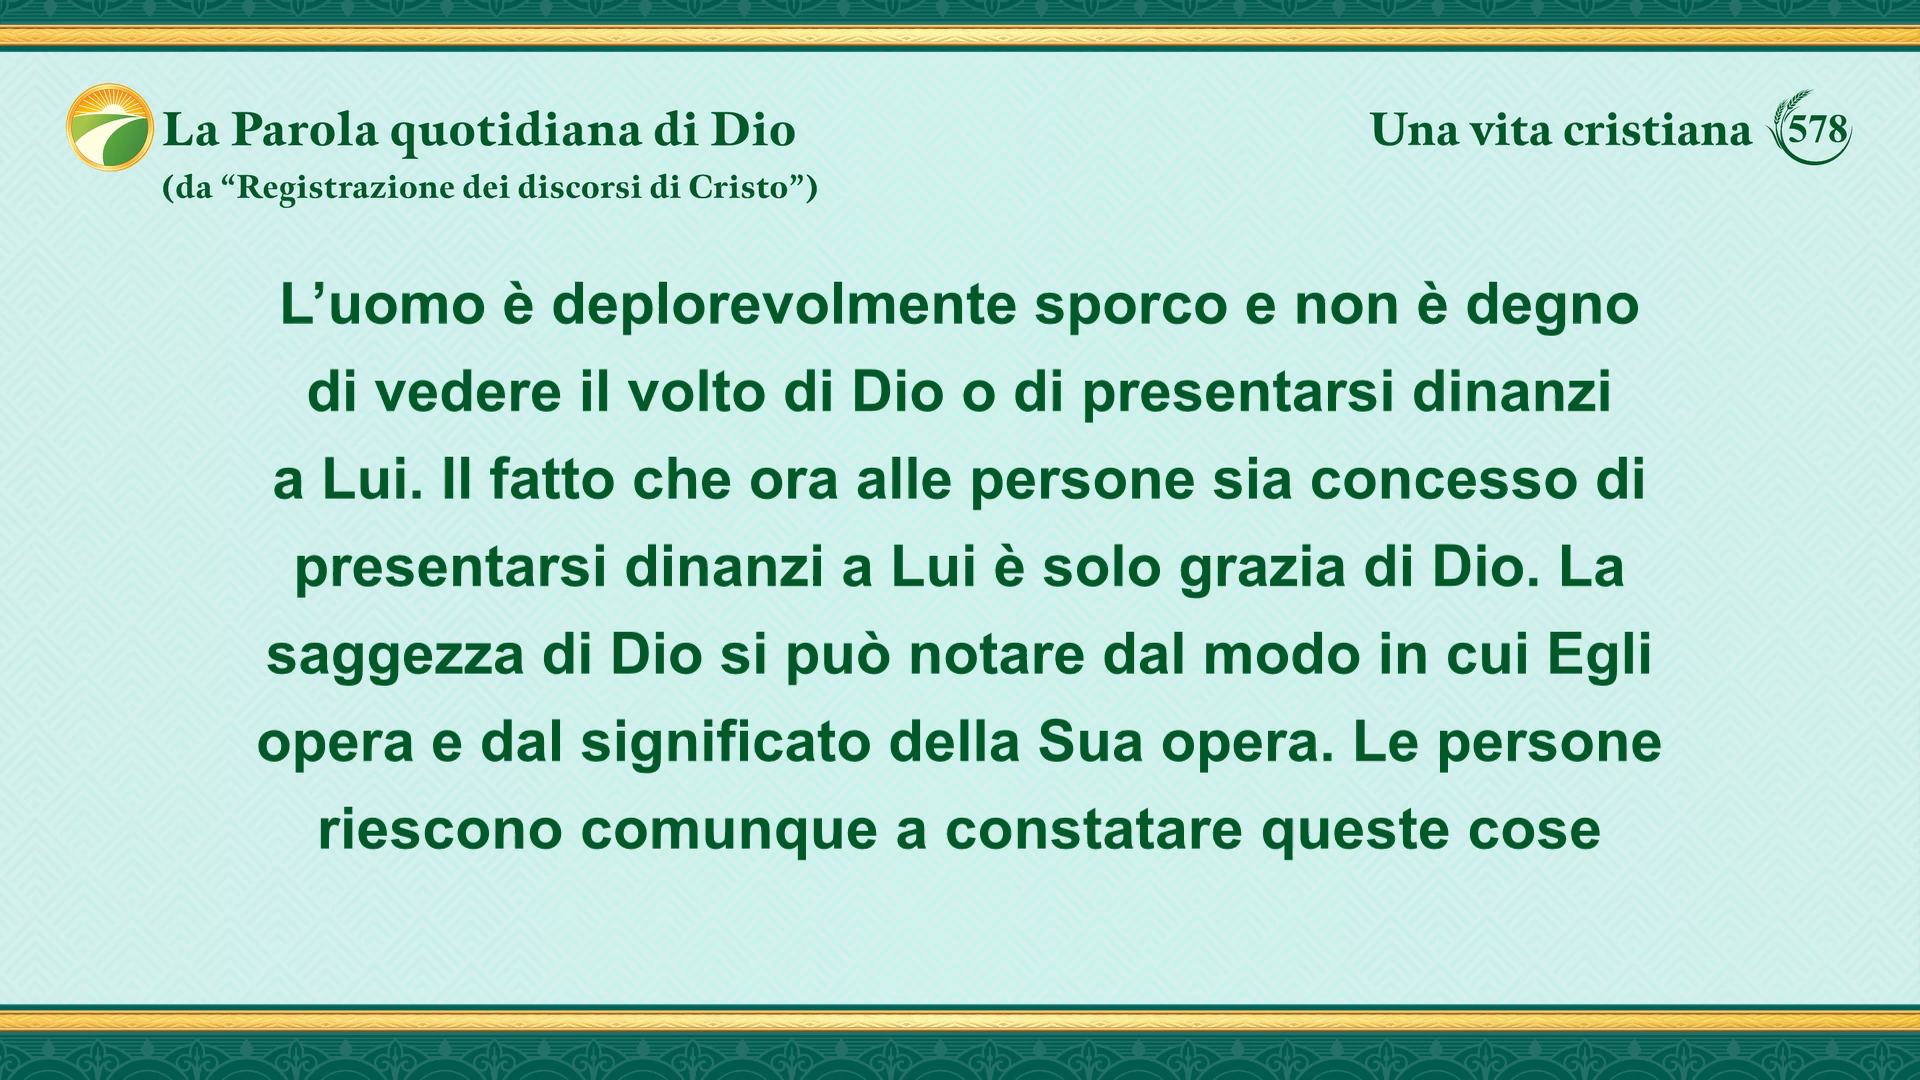 La Parola quotidiana di Dio
(da “Registrazione dei discorsi di Cristo”)
Una vita cristiana 578
L’uomo è deplorevolmente sporco e non è degno
di vedere il volto di Dio o di presentarsi dinanzi
a Lui. Il fatto che ora alle persone sia concesso di
presentarsi dinanzi a Lui è solo grazia di Dio. La
saggezza di Dio si può notare dal modo in cui Egli
opera e dal significato della Sua opera. Le persone
riescono comunque a constatare queste cose